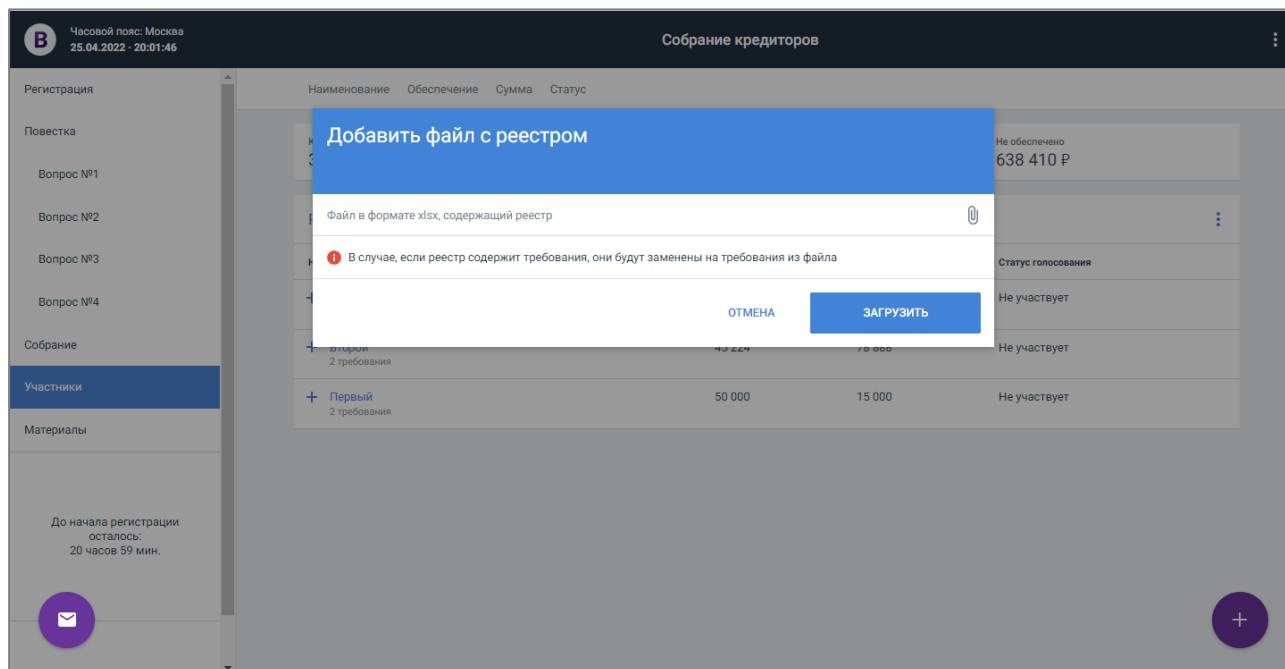 B
Часовой пояс: Москва
25.04.2022 - 20:01:46
Собрание кредиторов
Регистрация
Повестка
Вопрос №1
Вопрос №2
Вопрос №3
Вопрос №4
Собрание
Участники
Материалы
До начала регистрации
осталось:
20 часов 59 мин.
Наименование Обеспечение Сумма Статус
Не обеспечено
638 410 ₽
Добавить файл с реестром
Файл в формате xlsx, содержащий реестр
В случае, если реестр содержит требования, они будут заменены на требования из файла
ОТМЕНА ЗАГРУЗИТЬ
Статус голосования
Не участвует
Второй 45 224 Не участвует
2 требования
Первый 50 000 15 000 Не участвует
2 требования